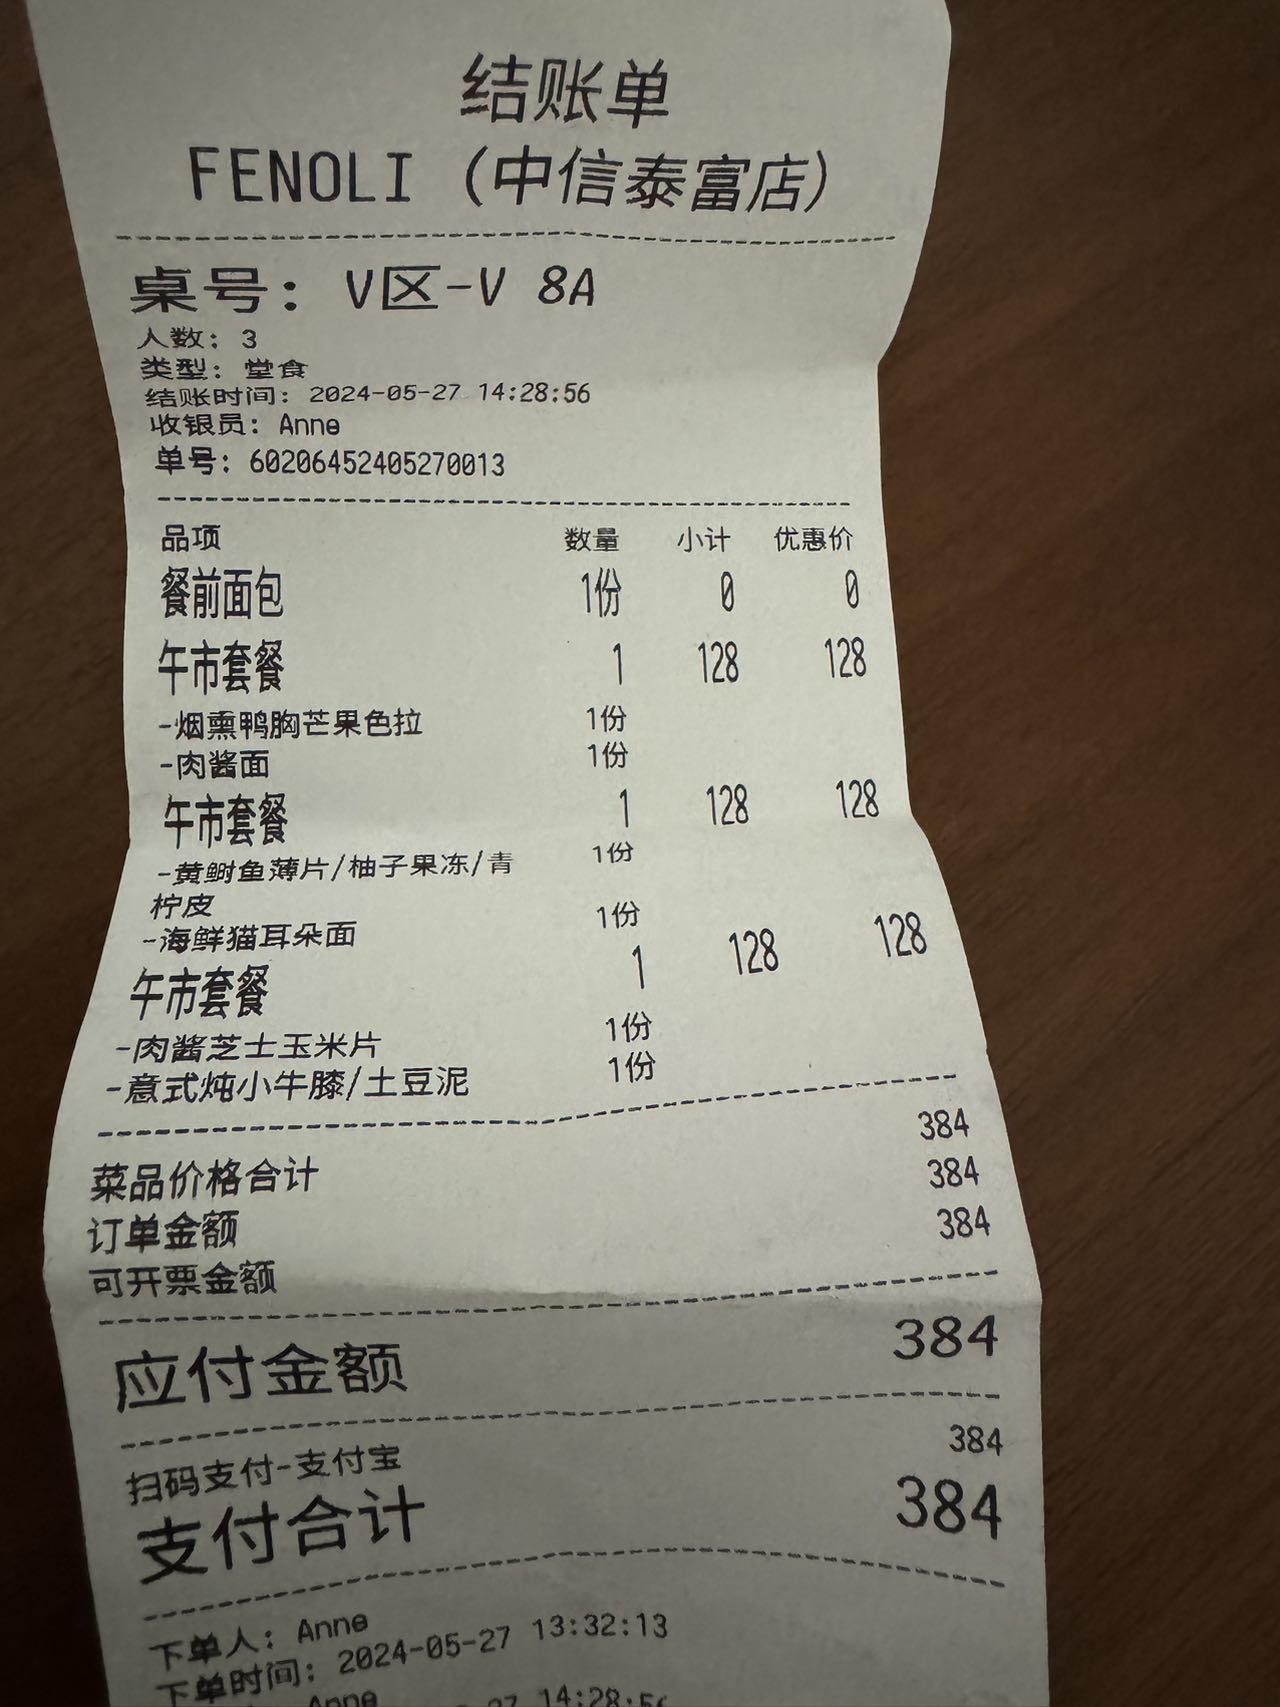 结账单
FENOLI (中信泰富店)
桌号: V区-V 8A
人数: 3
类型: 堂食
结账时间: 2024-05-27 14:28:56
收银员: Anne
单号: 60206452405270013
品项 数量 小计 优惠价
餐前面包 1份 0 0
午市套餐 1 128 128
-烟熏鸭胸芒果色拉 1份
-肉酱面 1份
午市套餐 1 128 128
-黄鲥鱼薄片/柚子果冻/青 1份
柠皮
-海鲜猫耳朵面 1份
午市套餐 1 128 128
-肉酱芝士玉米片 1份
-意式炖小牛膝/土豆泥 1份
菜品价格合计 384
订单金额 384
可开票金额 384
应付金额 384
扫码支付-支付宝 384
支付合计 384
下单人: Anne
下单时间: 2024-05-27 13:32:13
Anne
27 14:28:56